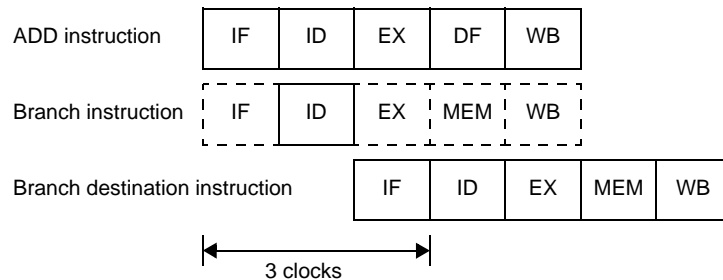 ADD instruction IF ID EX DF WB
Branch instruction IF ID EX MEM WB
Branch destination instruction IF ID EX MEM WB
3 clocks